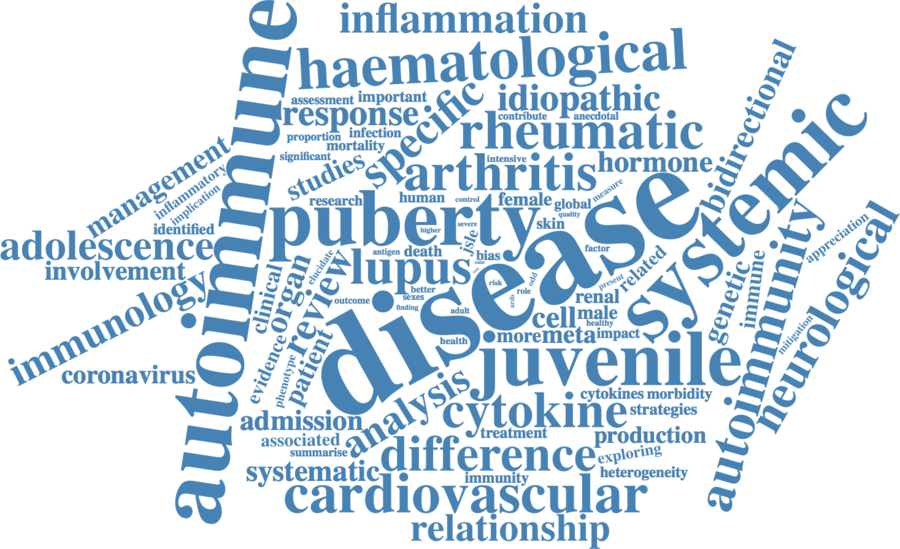 inflammation
haematological
autoimmune
assessment
important
response
specific
idiopathic
contribute
anecdotal
proportion
infection
rheumatic
bidirectional
mortality
significant
studies
intensive
arthritis
hormone
systemic
management
inflammatory
implication
identified
research
human
control
female
global
measure
quality
adolescence
involvement
puberty
higher
severe
jsle
skin
disease
immunology
clinical
organ
elucidate
review
antigen
death
bias
factor
related
lupus
care
risk
odd
present
genetic
immune
autoimmunity
appreciation
neurological
mitigation
outcome
better
sexes
finding
adult
ards
role
renal
cell
male
healthy
coronavirus
evidence
phenotype
patient
health
more
meta
impact
juvenile
admission
analysis
cytokine
cytokines
morbidity
strategies
associated
summarise
treatment
production
exploring
difference
systematic
immunity
heterogeneity
cardiovascular
relationship